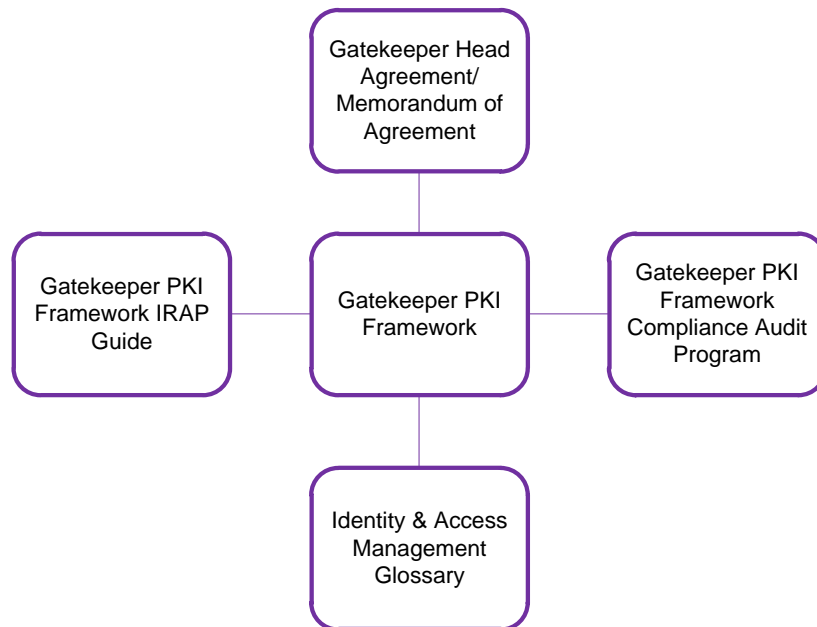 Gatekeeper Head
Agreement/
Memorandum of
Agreement
Gatekeeper PKI
Framework IRAP
Guide
Gatekeeper PKI
Framework
Gatekeeper PKI
Framework
Compliance Audit
Program
Identity & Access
Management
Glossary